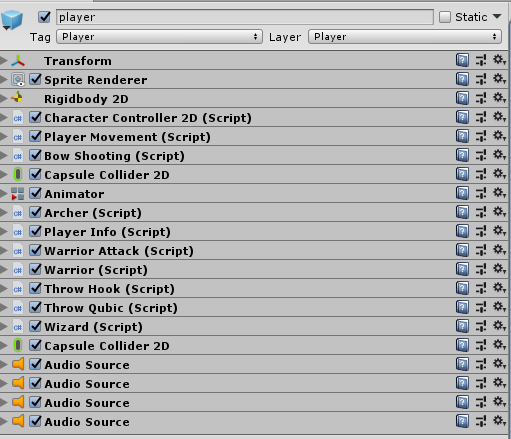 player Static
Tag Player Layer Player
Transform
Sprite Renderer
Rigidbody 2D
Character Controller 2D (Script)
Player Movement (Script)
Bow Shooting (Script)
Capsule Collider 2D
Animator
Archer (Script)
Player Info (Script)
Warrior Attack (Script)
Warrior (Script)
Throw Hook (Script)
Throw Qubic (Script)
Wizard (Script)
Capsule Collider 2D
Audio Source
Audio Source
Audio Source
Audio Source